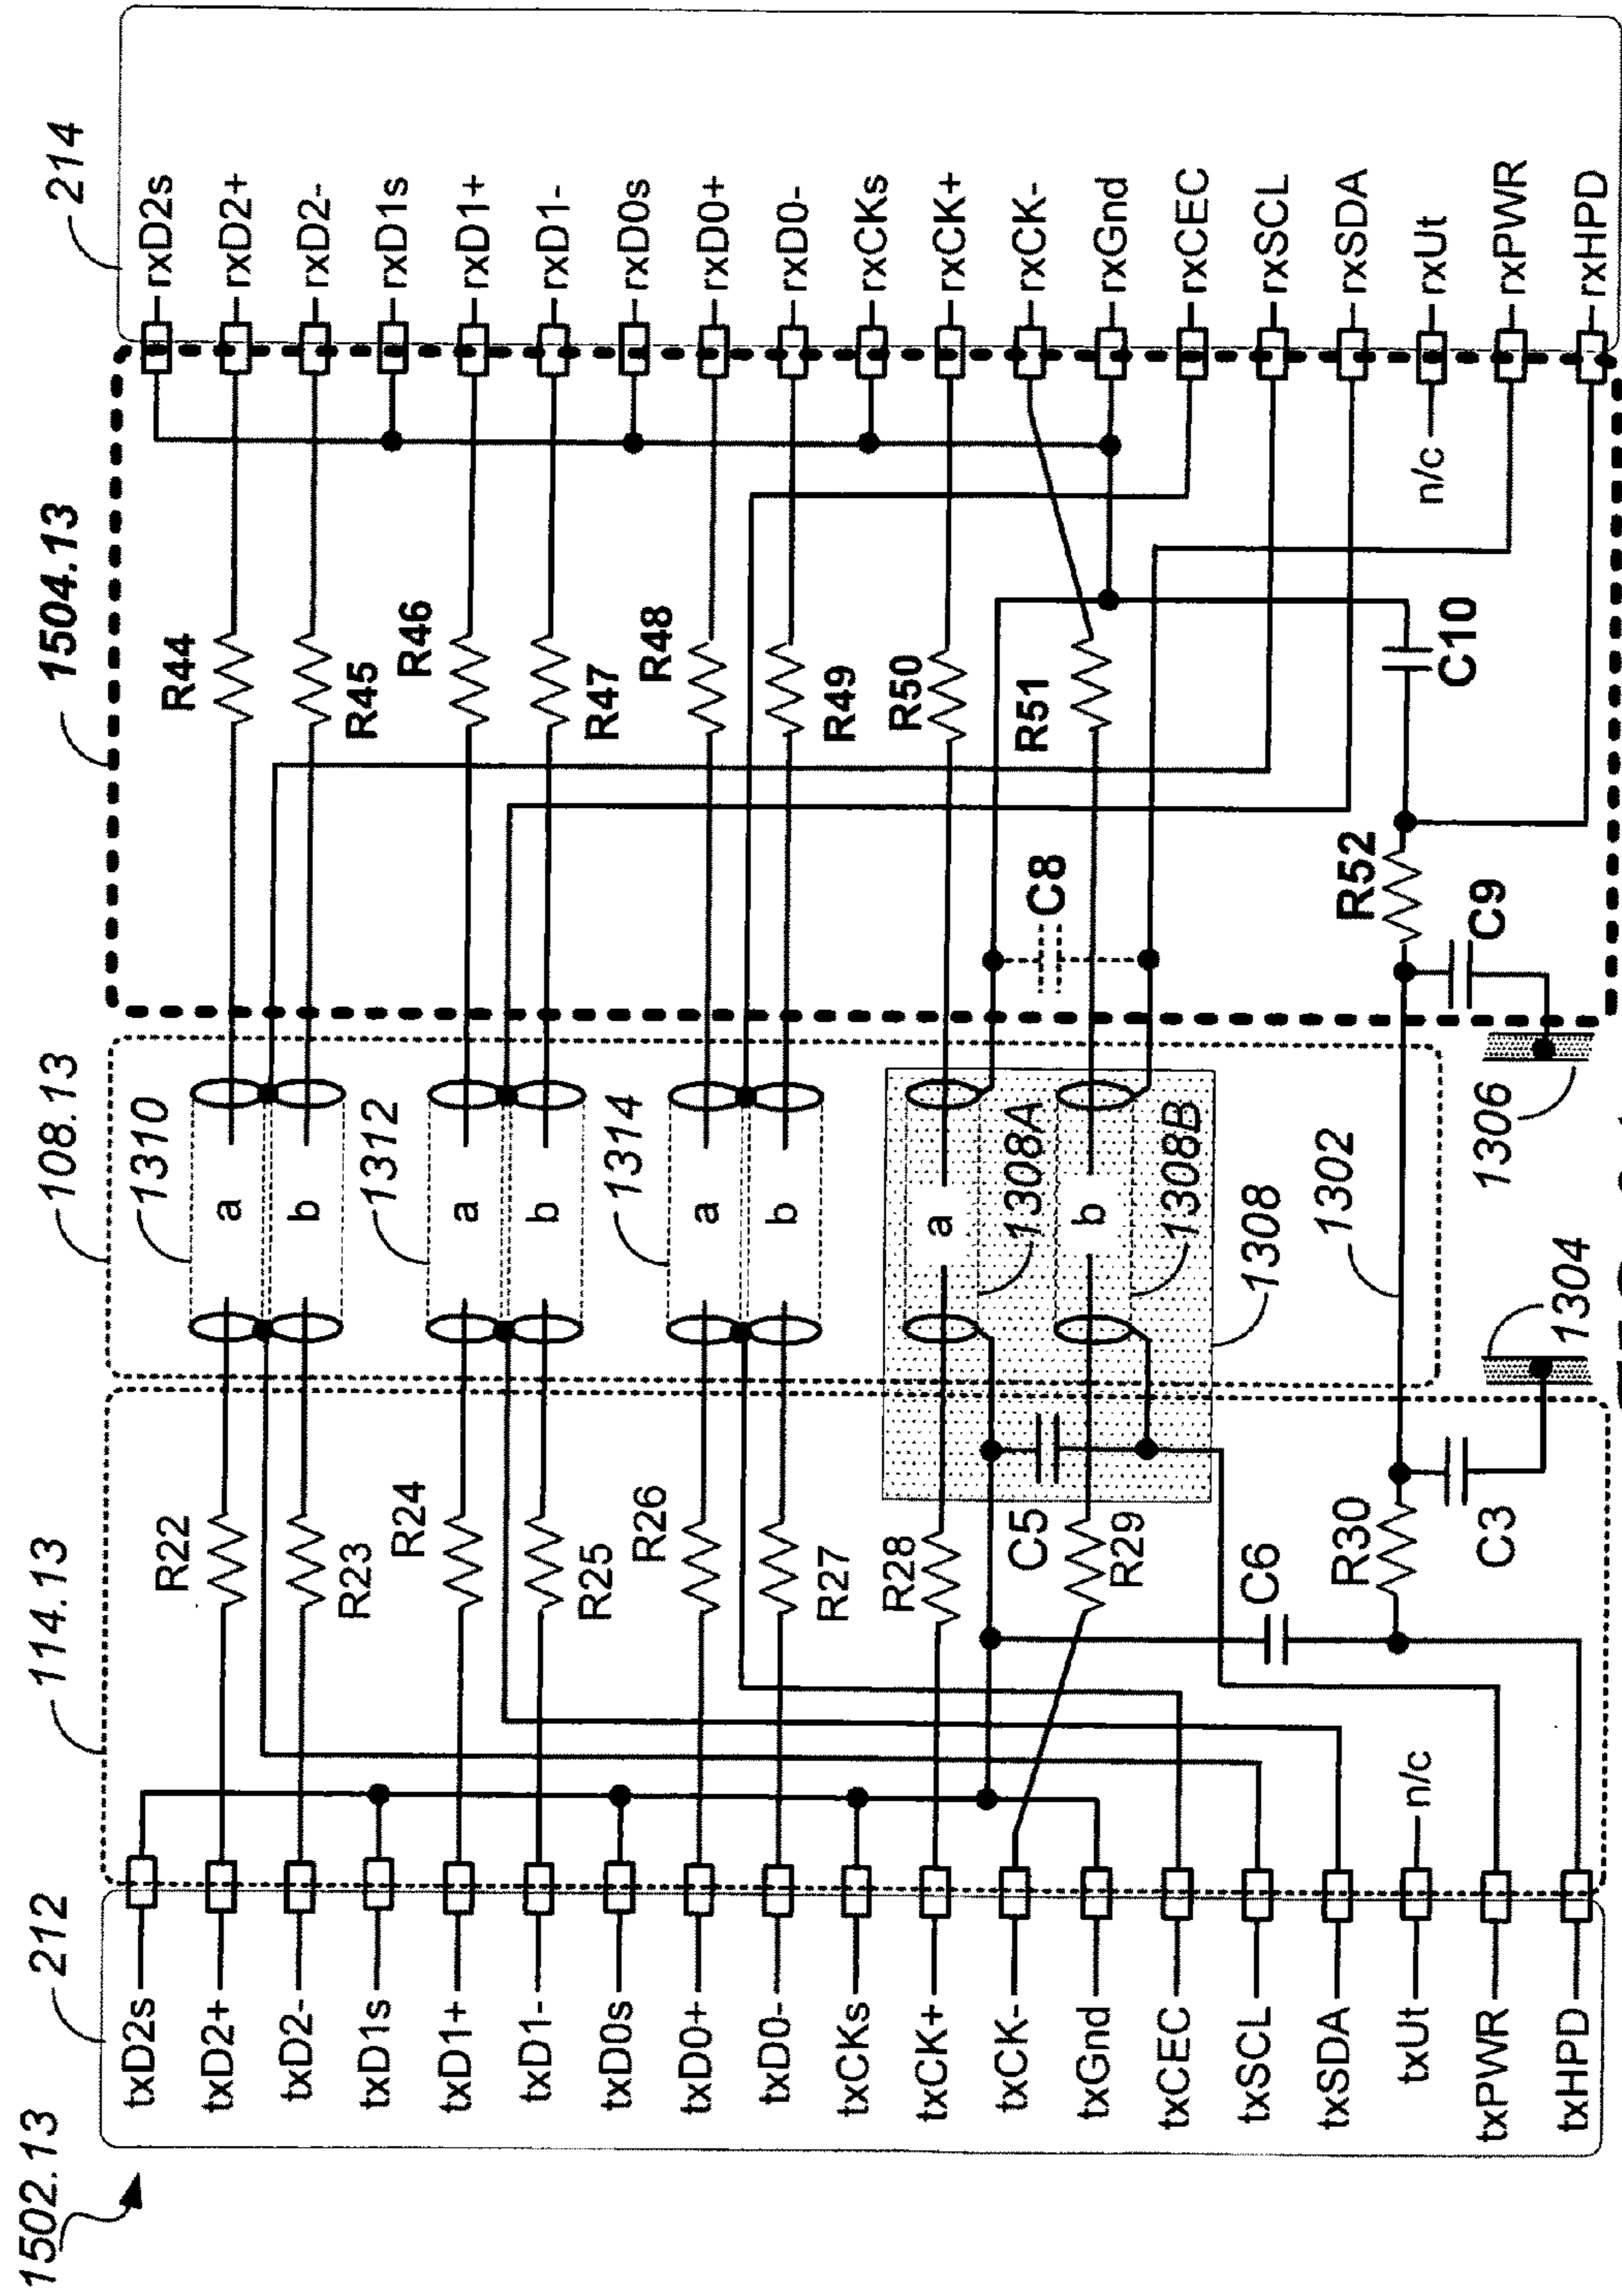 1502.13
212
114.13
108.13
1504.13
214
txD2s
txD2+
txD2-
txD1s
txD1+
txD1-
txD0s
txD0+
txD0-
txCKs
txCK+
txCK-
txGnd
txCEC
txSCL
txSDA
txUt
txPWR
txHPD
n/c
R22
R23
R24
R25
R26
R27
R28
R29
C5
C6
R30
C3
1310
a
b
1312
a
b
1314
a
b
a
1308A
b
1308B
1308
1302
1304
1306
R44
R45
R46
R47
R48
R49
R50
R51
C8
R52
C9
C10
n/c
rxD2s
rxD2+
rxD2-
rxD1s
rxD1+
rxD1-
rxD0s
rxD0+
rxD0-
rxCKs
rxCK+
rxCK-
rxGnd
rxCEC
rxSCL
rxSDA
rxUt
rxPWR
rxHPD